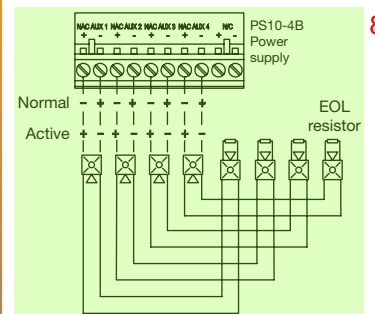 NAC AUX 1 NAC AUX 2 NAC AUX 3 NAC AUX 4 N/C
+ - + - + - + - + -
PS10-4B
Power
supply
Normal - + - + - + - +
Active + - + - + - + -
EOL
resistor